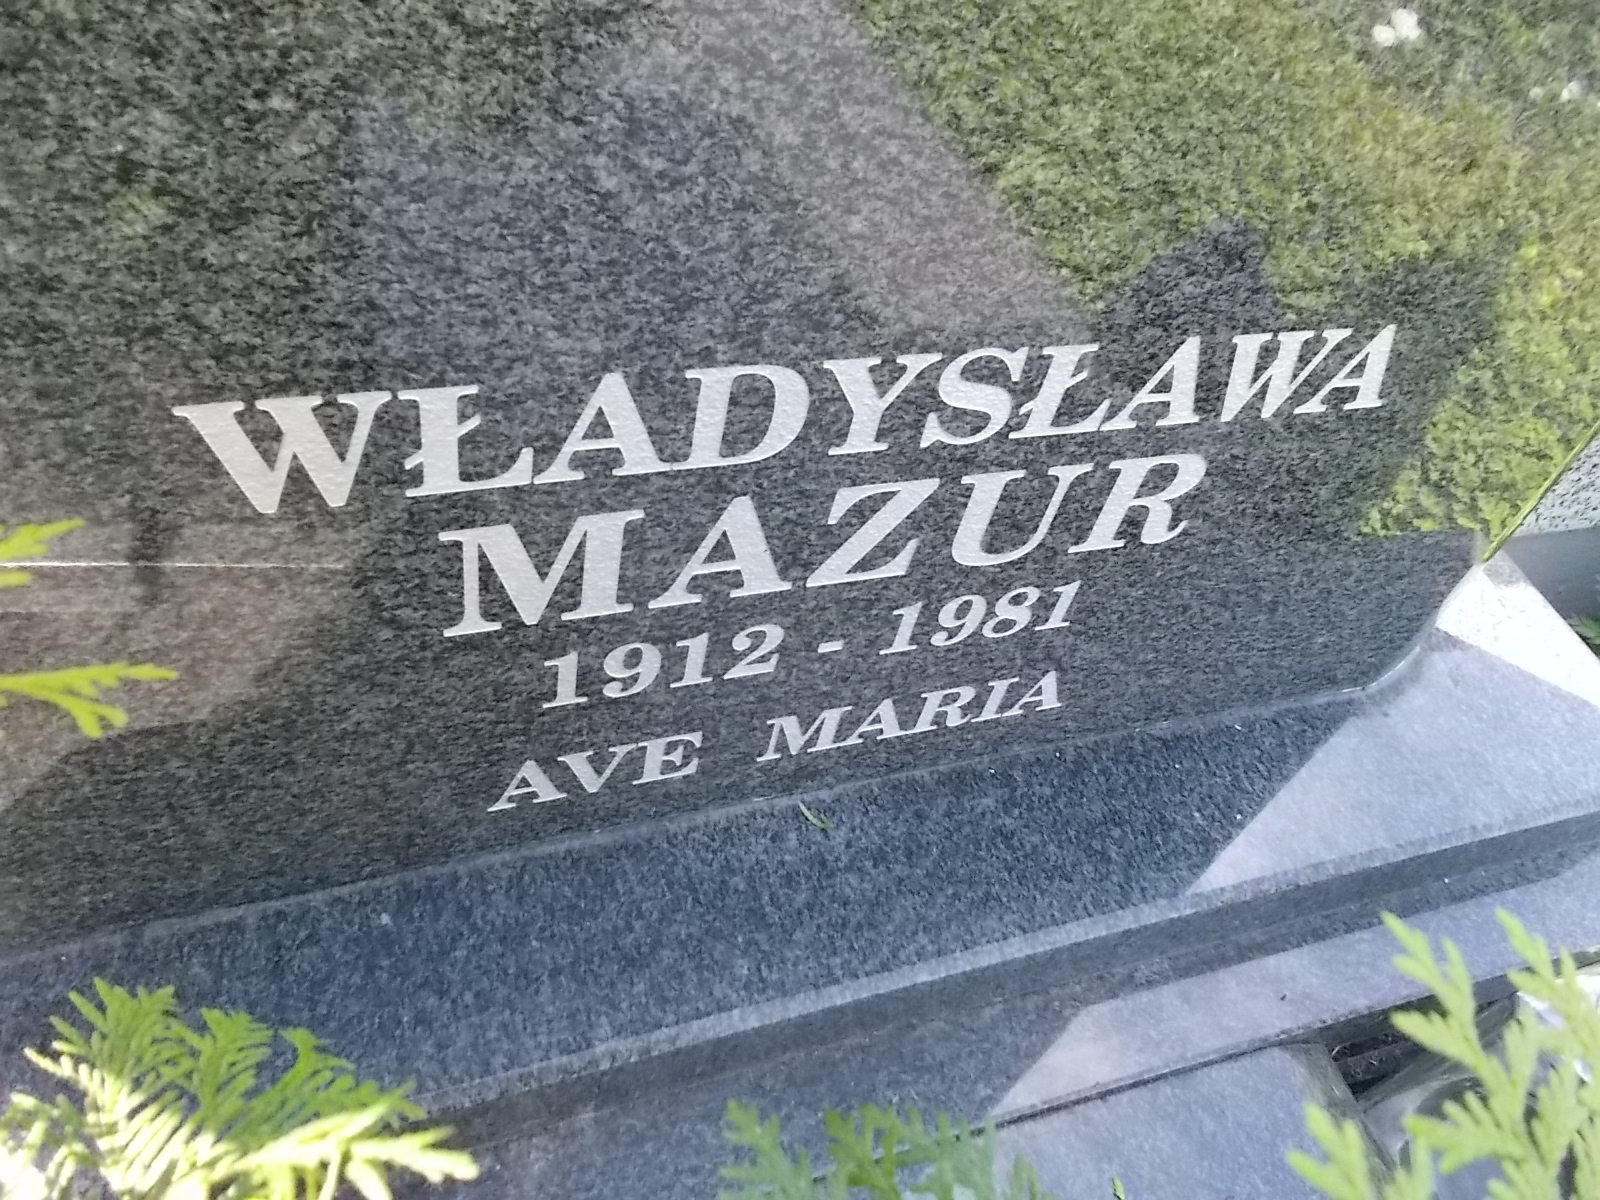 WŁADYSŁAWA
MAZUR
1912 - 1981
AVE MARIA